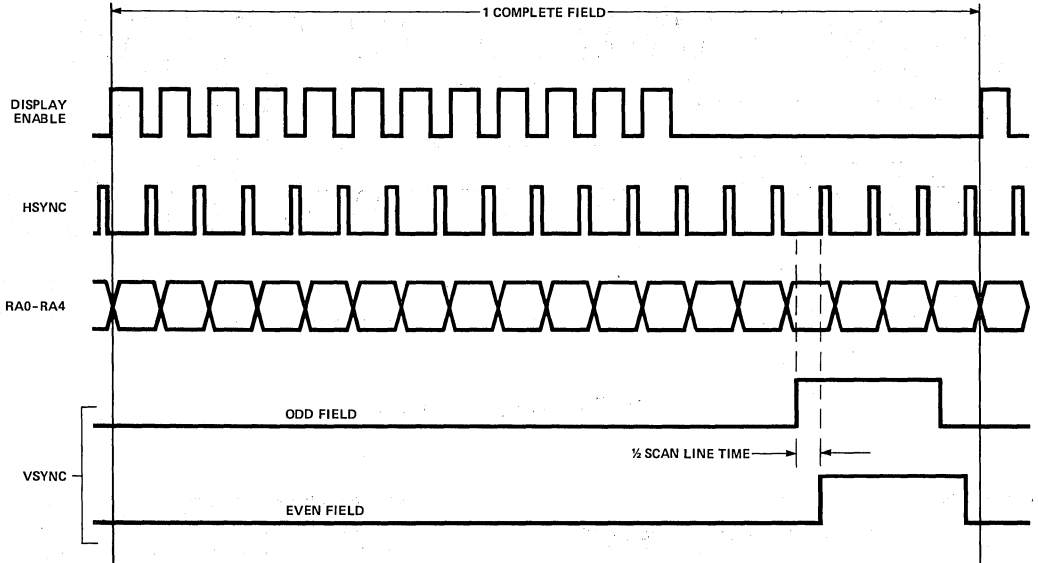 1 COMPLETE FIELD
DISPLAY
ENABLE
HSYNC
RA0-RA4
ODD FIELD
½ SCAN LINE TIME
VSYNC
EVEN FIELD